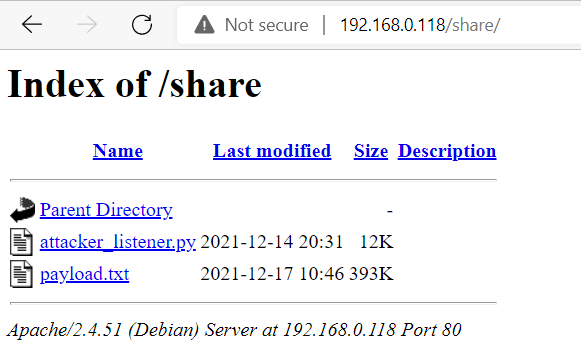 Not secure | 192.168.0.118/share/
Index of /share
Name Last modified Size Description
Parent Directory -
attacker_listener.py 2021-12-14 20:31 12K
payload.txt 2021-12-17 10:46 393K
Apache/2.4.51 (Debian) Server at 192.168.0.118 Port 80